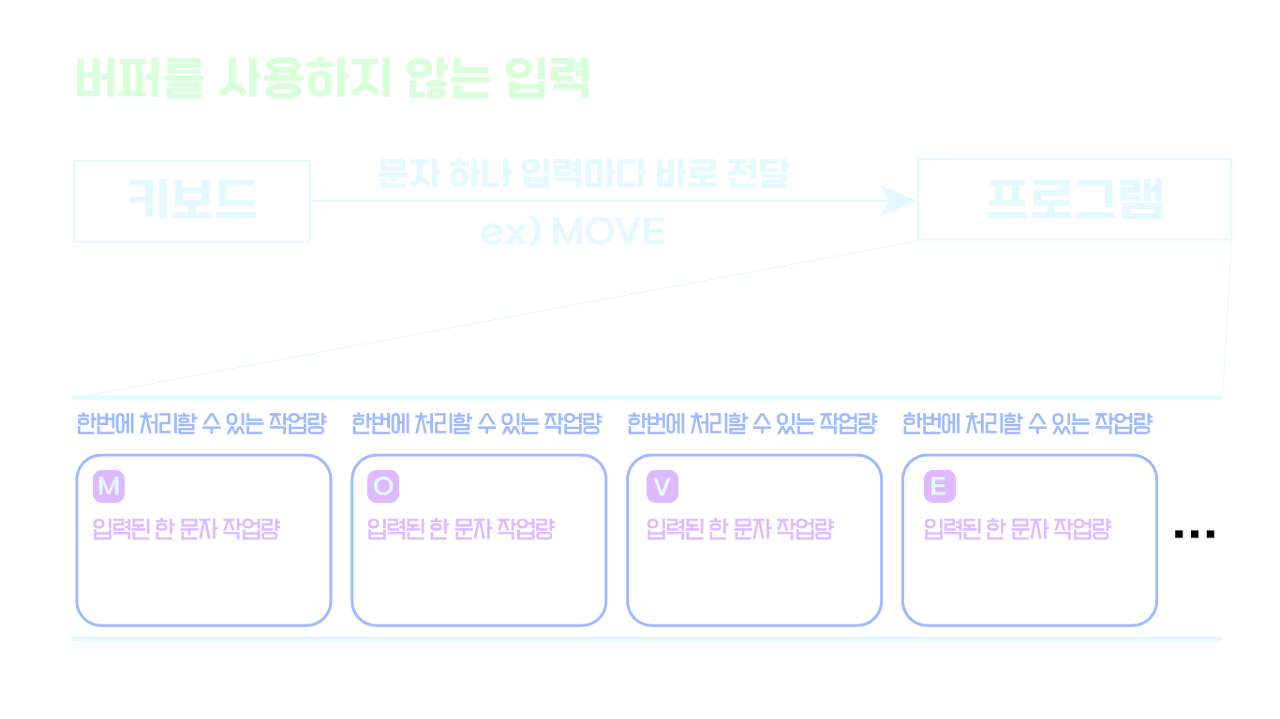 버퍼를 사용하지 않는 입력
문자 하나 입력마다 바로 전달
키보드
프로그램
ex) MOVE
한번에 처리할 수 있는 작업량
한번에 처리할 수 있는 작업량
한번에 처리할 수 있는 작업량
한번에 처리할 수 있는 작업량
M
O
V
E
입력된 한 문자 작업량
입력된 한 문자 작업량
입력된 한 문자 작업량
입력된 한 문자 작업량
...